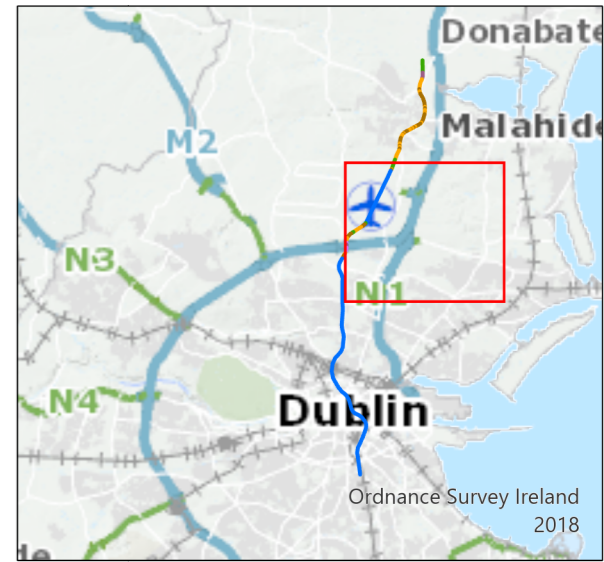 Donabate
Malahide
M2
N3
N1
N4
Dublin
Ordnance Survey Ireland
2018